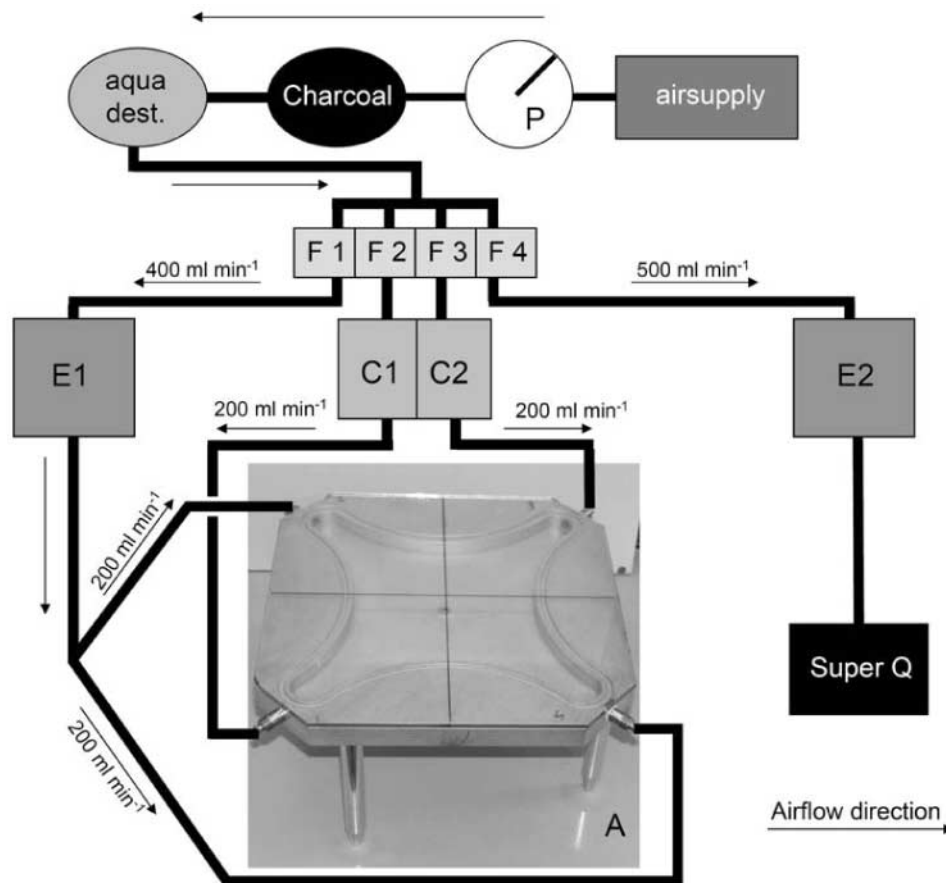 aqua
dest.
Charcoal
P
airsupply
F 1
F 2
F 3
F 4
400 ml min⁻¹
500 ml min⁻¹
E1
C1
C2
E2
200 ml min⁻¹
200 ml min⁻¹
200 ml min⁻¹
200 ml min⁻¹
Super Q
A
Airflow direction